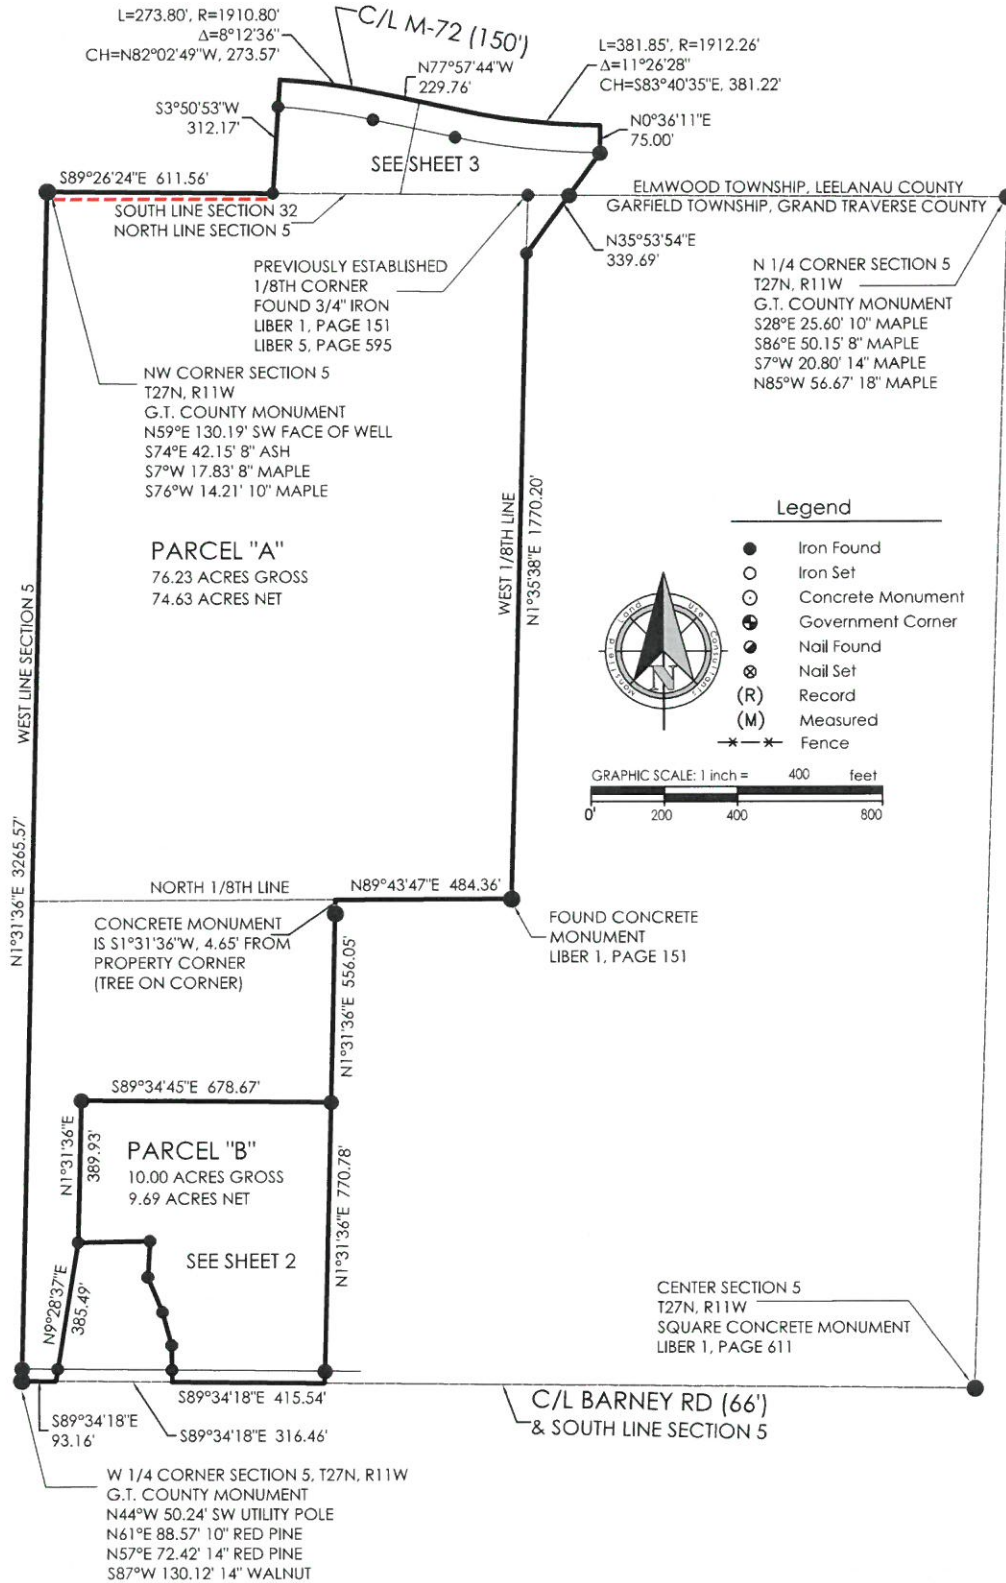 L=273.80', R=1910.80'
Δ=8°12'36"
CH=N82°02'49"W, 273.57'
C/L M-72 (150')
N77°57'44"W
229.76'
L=381.85', R=1912.26'
Δ=11°26'28"
CH=S83°40'35"E, 381.22'
S3°50'53"W
312.17'
N0°36'11"E
75.00'
SEE SHEET 3
S89°26'24"E 611.56'
SOUTH LINE SECTION 32
NORTH LINE SECTION 5
ELMWOOD TOWNSHIP, LEELANAU COUNTY
GARFIELD TOWNSHIP, GRAND TRAVERSE COUNTY
N35°53'54"E
339.69'
PREVIOUSLY ESTABLISHED
1/8TH CORNER
FOUND 3/4" IRON
LIBER 1, PAGE 151
LIBER 5, PAGE 595
N 1/4 CORNER SECTION 5
T27N, R11W
G.T. COUNTY MONUMENT
S28°E 25.60' 10" MAPLE
S86°E 50.15' 8" MAPLE
S7°W 20.80' 14" MAPLE
N85°W 56.67' 18" MAPLE
NW CORNER SECTION 5
T27N, R11W
G.T. COUNTY MONUMENT
N59°E 130.19' SW FACE OF WELL
S74°E 42.15' 8" ASH
S7°W 17.83' 8" MAPLE
S76°W 14.21' 10" MAPLE
PARCEL "A"
76.23 ACRES GROSS
74.63 ACRES NET
WEST LINE SECTION 5
N1°31'36"E 3265.57'
WEST 1/8TH LINE
N1°35'38"E 1770.20'
Legend
Iron Found
Iron Set
Concrete Monument
Government Corner
Nail Found
Nail Set
(R) Record
(M) Measured
Fence
Mansfield Land Use Consultants
N
GRAPHIC SCALE: 1 inch = 400 feet
0' 200 400 800
NORTH 1/8TH LINE
N89°43'47"E 484.36'
CONCRETE MONUMENT
IS S1°31'36"W, 4.65' FROM
PROPERTY CORNER
(TREE ON CORNER)
FOUND CONCRETE
MONUMENT
LIBER 1, PAGE 151
N1°31'36"E 556.05'
S89°34'45"E 678.67'
N1°31'36"E
389.93'
PARCEL "B"
10.00 ACRES GROSS
9.69 ACRES NET
SEE SHEET 2
N1°31'36"E 770.78'
N9°28'37"E
385.49'
CENTER SECTION 5
T27N, R11W
SQUARE CONCRETE MONUMENT
LIBER 1, PAGE 611
S89°34'18"E 415.54'
C/L BARNEY RD (66')
& SOUTH LINE SECTION 5
S89°34'18"E
93.16'
S89°34'18"E 316.46'
W 1/4 CORNER SECTION 5, T27N, R11W
G.T. COUNTY MONUMENT
N44°W 50.24' SW UTILITY POLE
N61°E 88.57' 10" RED PINE
N57°E 72.42' 14" RED PINE
S87°W 130.12' 14" WALNUT